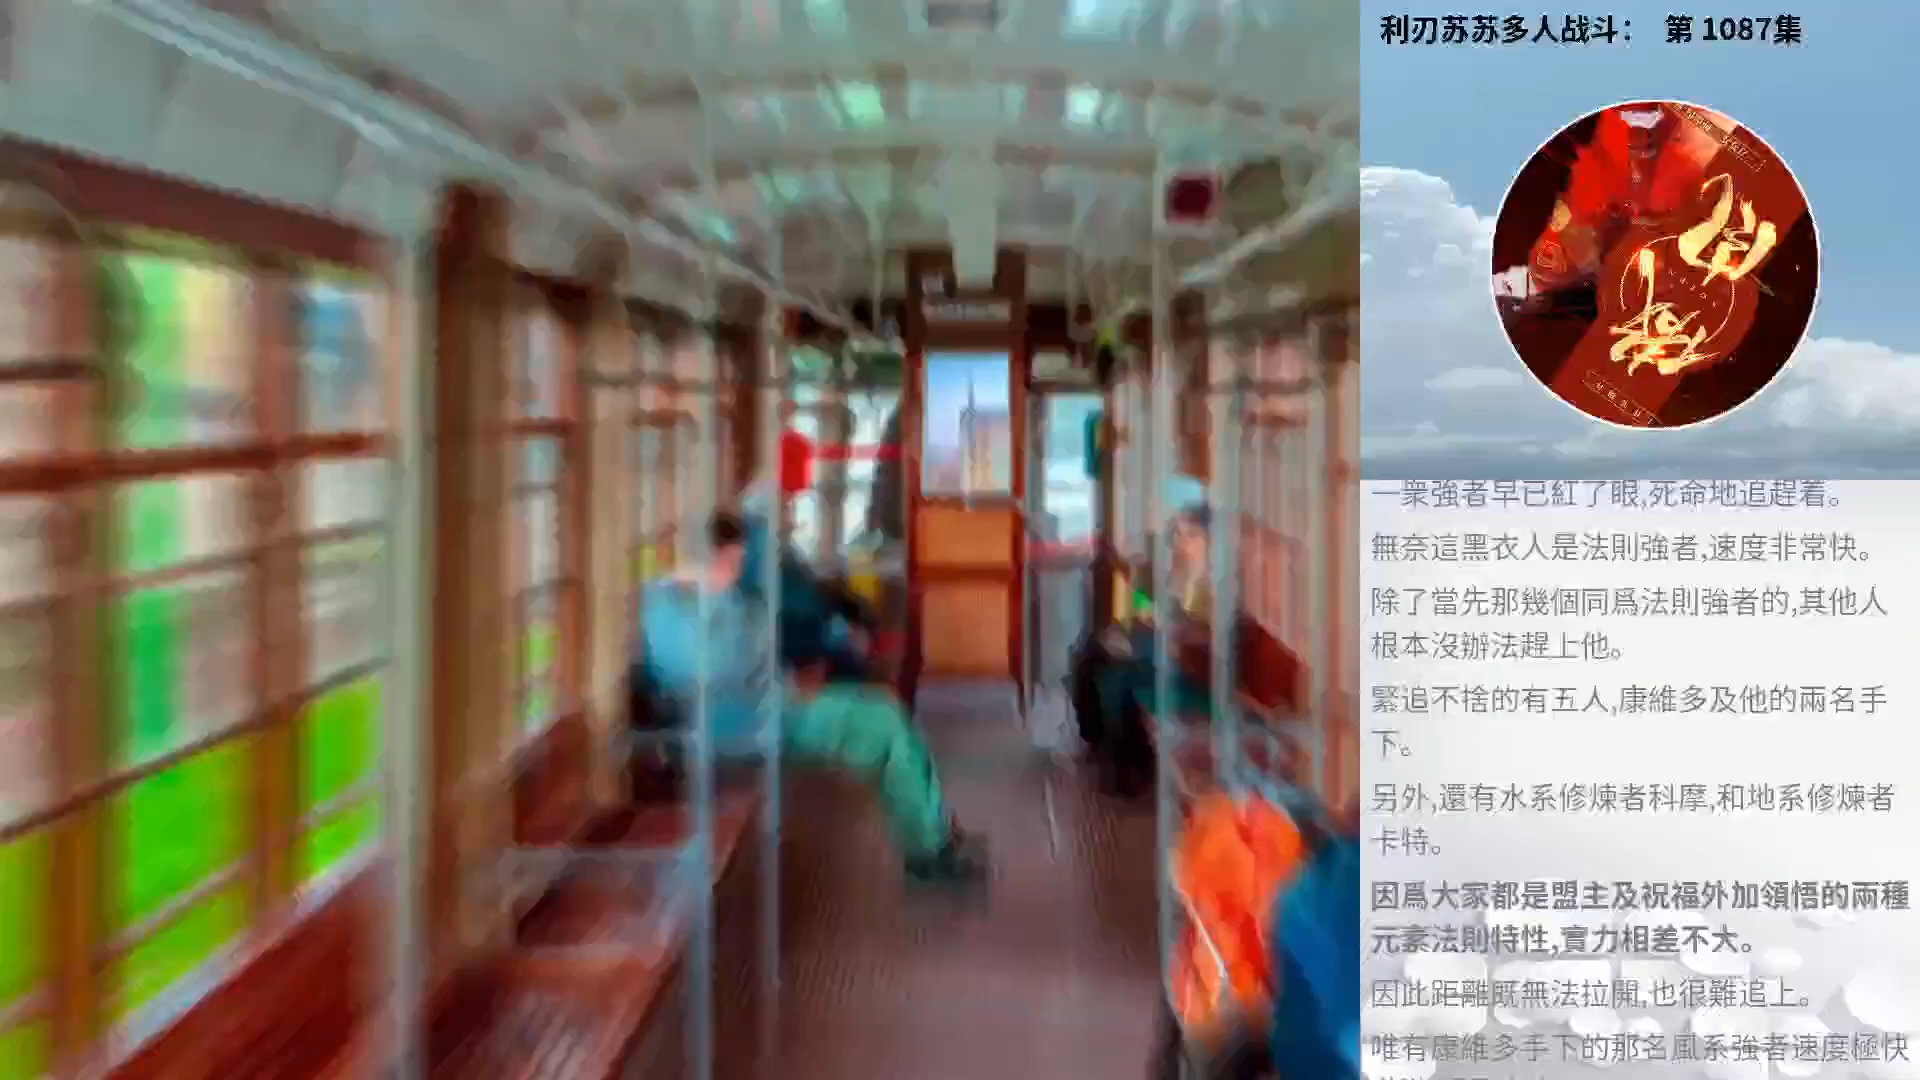 利刃苏苏多人战斗： 第 1087集
一衆強者早已紅了眼,死命地追趕着。
無奈這黑衣人是法則強者,速度非常快。
除了當先那幾個同爲法則強者的,其他人
根本沒辦法趕上他。
緊追不捨的有五人,康維多及他的兩名手
下。
另外,還有水系修煉者科摩,和地系修煉者
卡特。
因爲大家都是盟主及祝福外加領悟的兩種
元素法則特性,實力相差不大。
因此距離既無法拉開,也很難追上。
唯有康維多手下的那名風系強者速度極快